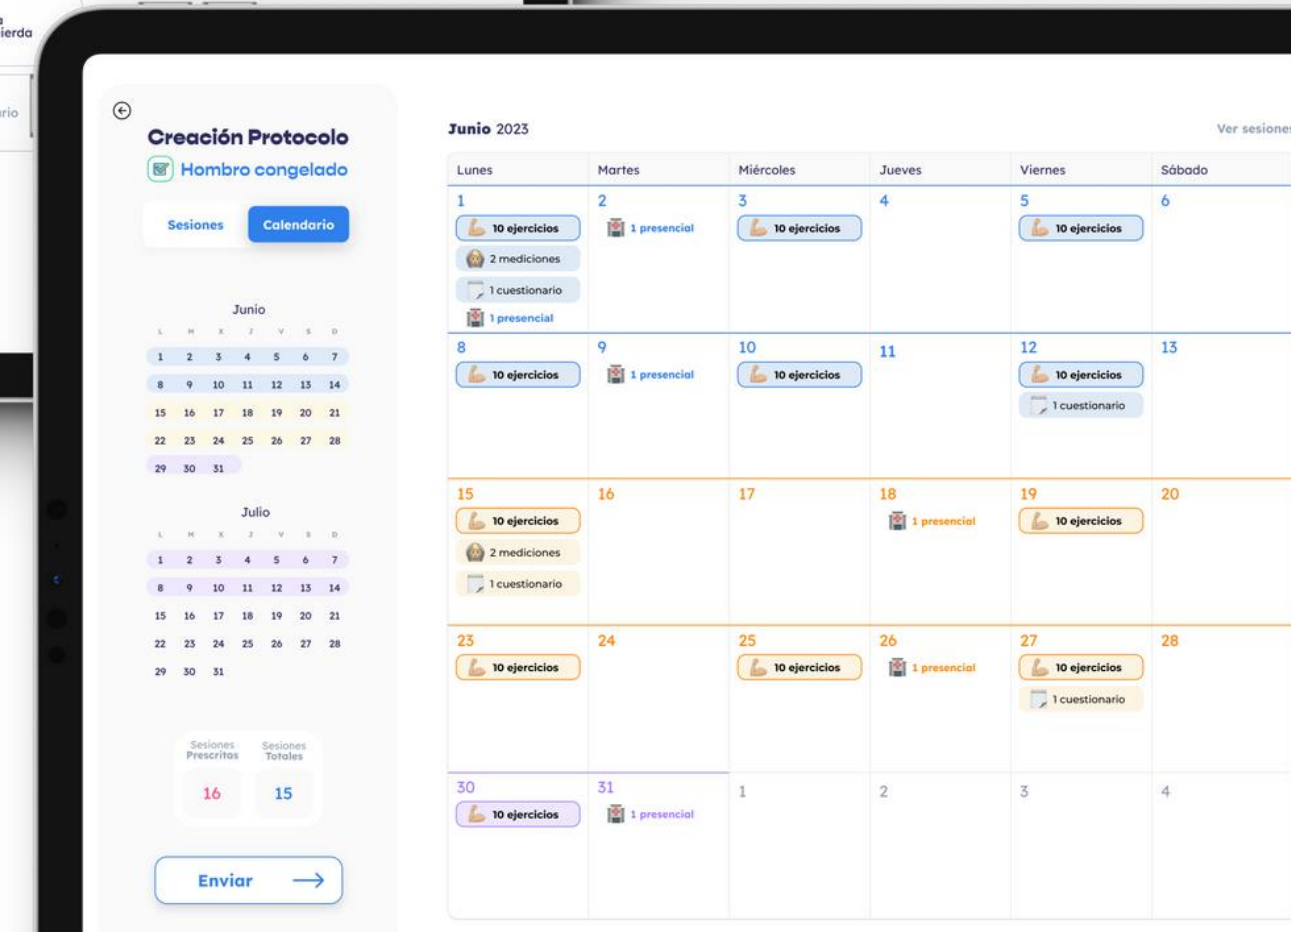 ierda
Creación Protocolo
Hombro congelado
Sesiones
Calendario
Junio
L M X J V S D
1 2 3 4 5 6 7
8 9 10 11 12 13 14
15 16 17 18 19 20 21
22 23 24 25 26 27 28
29 30 31
Julio
L M X J V S D
1 2 3 4 5 6 7
8 9 10 11 12 13 14
15 16 17 18 19 20 21
22 23 24 25 26 27 28
29 30 31
Sesiones Prescritas
16
Sesiones Totales
15
Enviar
Junio 2023
Ver sesiones
Lunes Martes Miércoles Jueves Viernes Sábado
1 2 3 4 5 6
10 ejercicios 1 presencial 10 ejercicios 10 ejercicios
2 mediciones
1 cuestionario
1 presencial
8 9 10 11 12 13
10 ejercicios 1 presencial 10 ejercicios 10 ejercicios
1 cuestionario
15 16 17 18 19 20
10 ejercicios 1 presencial 10 ejercicios
2 mediciones
1 cuestionario
23 24 25 26 27 28
10 ejercicios 10 ejercicios 1 presencial 10 ejercicios
1 cuestionario
30 31 1 2 3 4
10 ejercicios 1 presencial